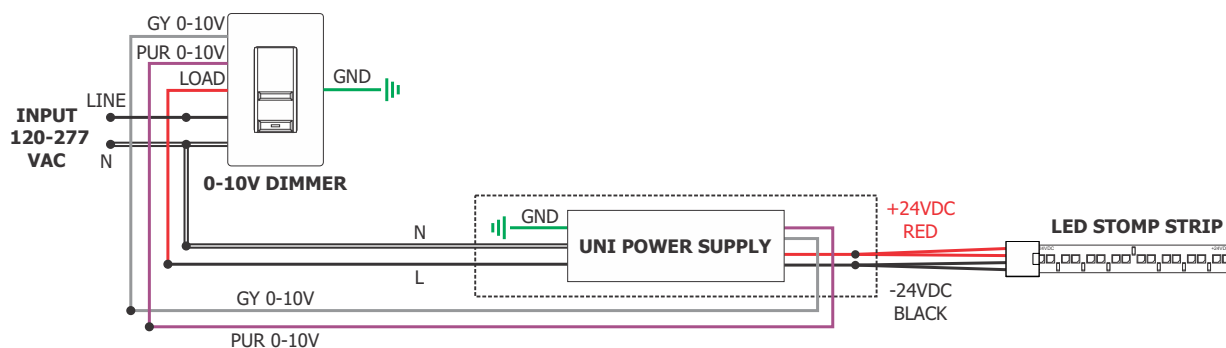 GY 0-10V
PUR 0-10V
LOAD
GND
LINE
INPUT
120-277
VAC
N
0-10V DIMMER
GND
N
UNI POWER SUPPLY
L
+24VDC
RED
LED STOMP STRIP
-24VDC
BLACK
GY 0-10V
PUR 0-10V